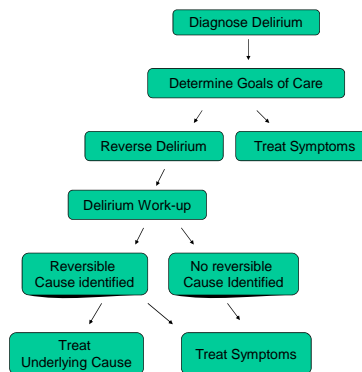 Diagnose Delirium
Determine Goals of Care
Reverse Delirium
Treat Symptoms
Delirium Work-up
Reversible
Cause identified
No reversible
Cause Identified
Treat
Underlying Cause
Treat Symptoms